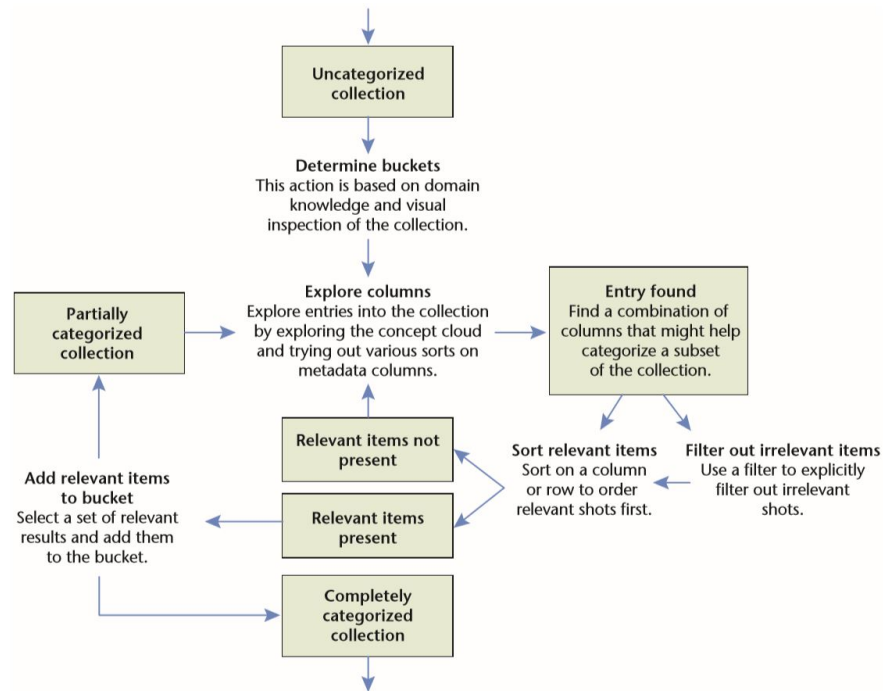 Uncategorized
collection
Determine buckets
This action is based on domain
knowledge and visual
inspection of the collection.
Explore columns
Explore entries into the collection
by exploring the concept cloud
and trying out various sorts on
metadata columns.
Entry found
Find a combination of
columns that might help
categorize a subset
of the collection.
Partially
categorized
collection
Relevant items not
present
Sort relevant items
Sort on a column
or row to order
relevant shots first.
Filter out irrelevant items
Use a filter to explicitly
filter out irrelevant
shots.
Add relevant items
to bucket
Select a set of relevant
results and add them
to the bucket.
Relevant items
present
Completely
categorized
collection